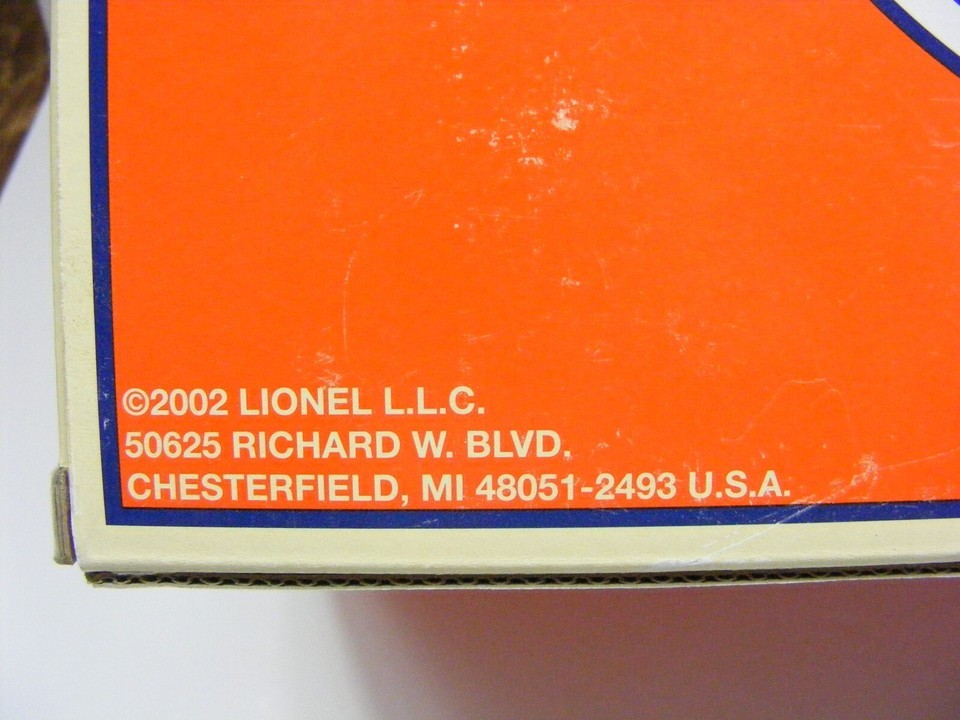 ©2002 LIONEL L.L.C.
50625 RICHARD W. BLVD.
CHESTERFIELD, MI 48051-2493 U.S.A.